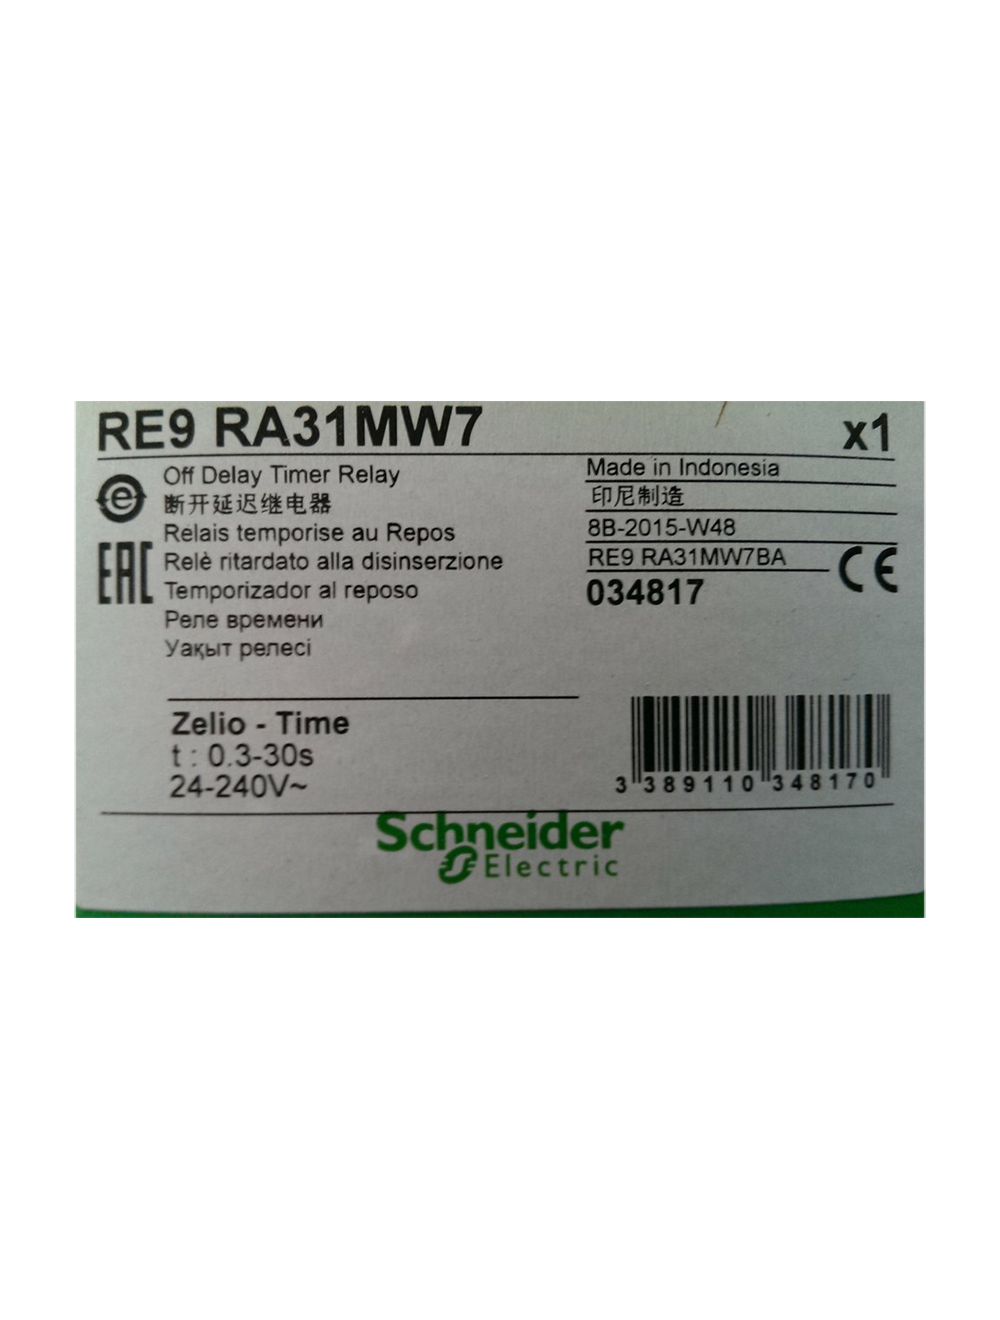 RE9 RA31MW7
x1
Off Delay Timer Relay
断开延迟继电器
Relais temporise au Repos
Relè ritardato alla disinserzione
Temporizador al reposo
Реле времени
Уақыт релесі
e
EAC
Made in Indonesia
印尼制造
8B-2015-W48
RE9 RA31MW7BA
034817
CE
Zelio - Time
t : 0.3-30s
24-240V~
3 389110 348170
Schneider
Electric